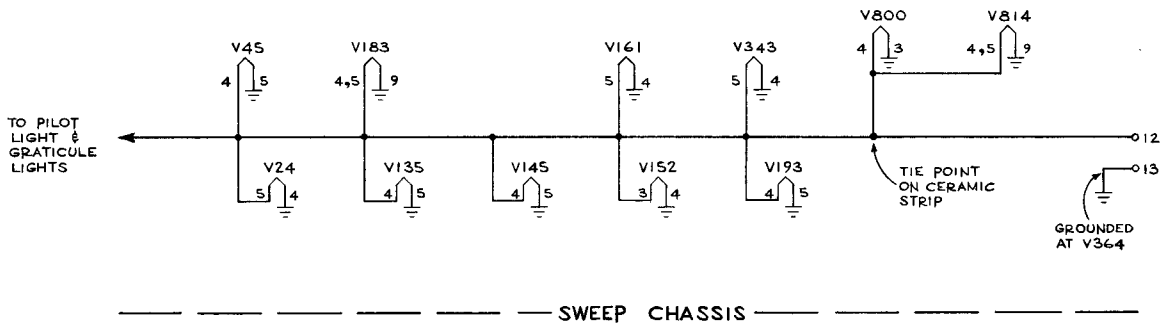 V800 V814
4 3 4,5 9
V45 V183 V161 V343
4 5 4,5 9 5 4 5 4
TO PILOT
LIGHT &
GRATICULE
LIGHTS
12
V24 V135 V145 V152 V193
5 4 4 5 4 5 3 4 4 5
TIE POINT
ON CERAMIC
STRIP
13
GROUNDED
AT V364
SWEEP CHASSIS